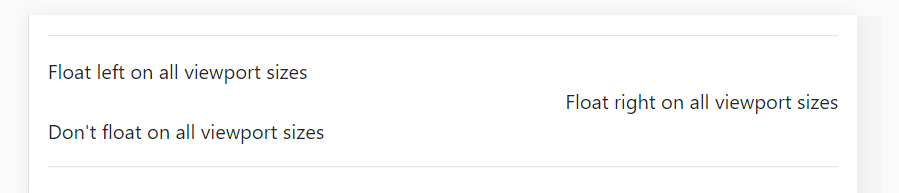 Float left on all viewport sizes
Float right on all viewport sizes
Don't float on all viewport sizes